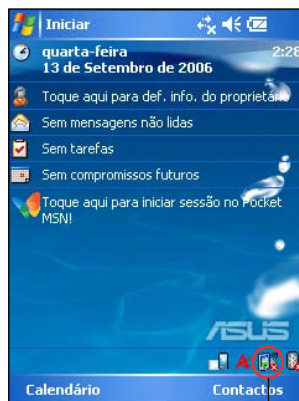 Iniciar
quarta-feira 2:28
13 de Setembro de 2006
Toque aqui para def. info. do proprietário
Sem mensagens não lidas
Sem tarefas
Sem compromissos futuros
Toque aqui para iniciar sessão no Pocket
MSN!
ASUS
Calendário Contactos